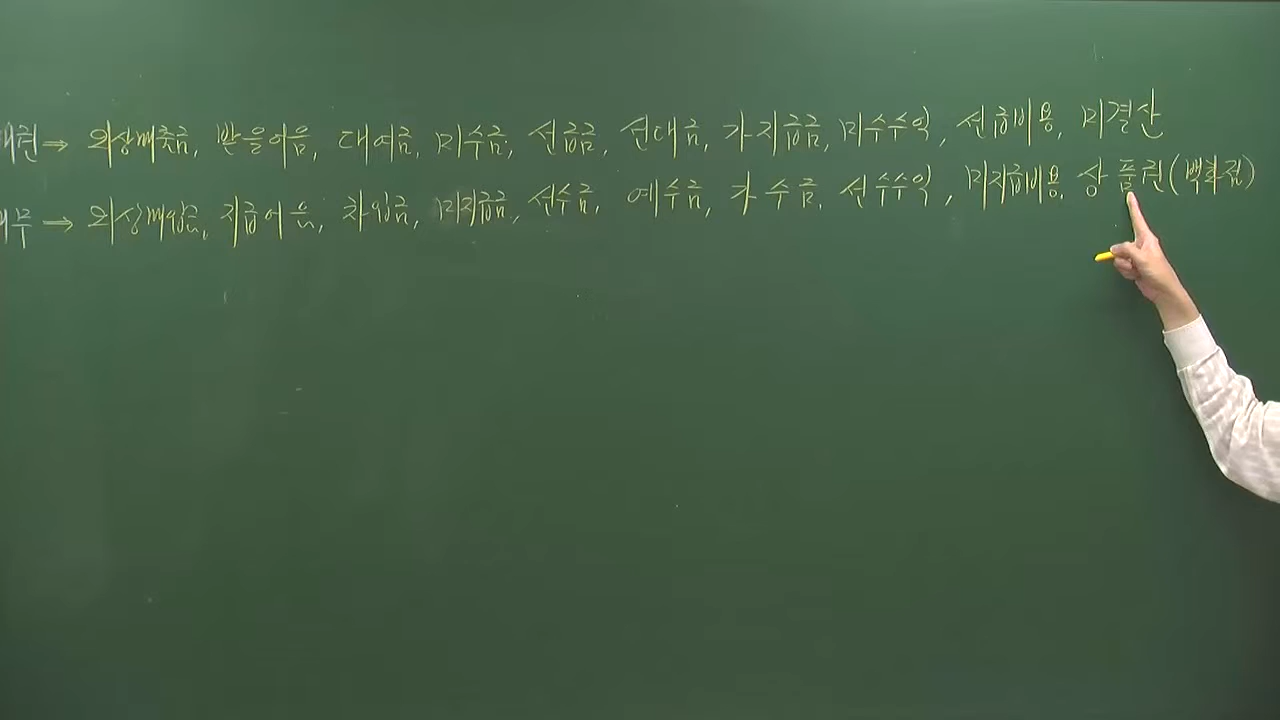 채권 ⇒ 외상매출금, 받을어음, 대여금, 미수금, 선급금, 선대금, 가지급금, 미수수익, 선급비용, 미결산
채무 ⇒ 외상매입금, 지급어음, 차입금, 미지급금, 선수금, 예수금, 가수금, 선수수익, 미지급비용, 상품권(백화점)